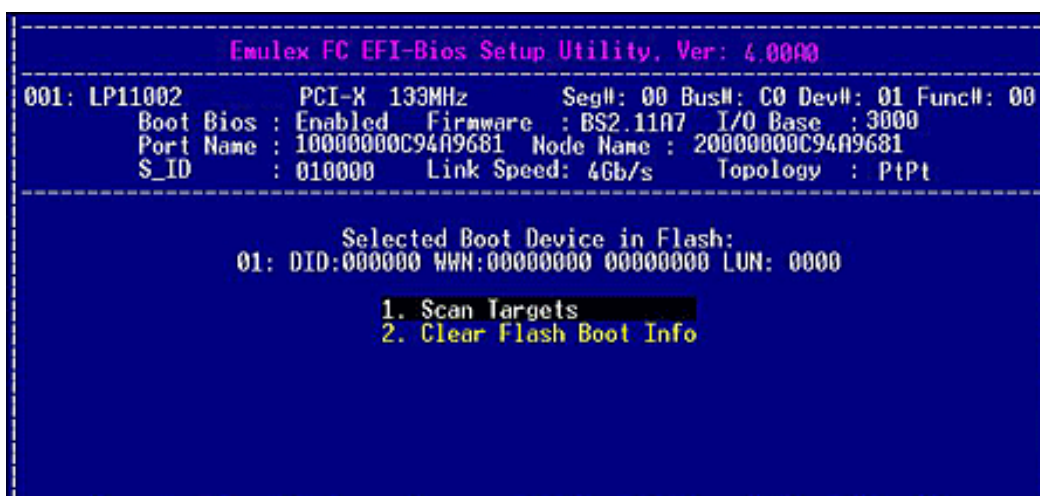 Emulex FC EFI-Bios Setup Utility, Ver: 4.00A0
001: LP11002 PCI-X 133MHz Seg#: 00 Bus#: C0 Dev#: 01 Func#: 00
Boot Bios : Enabled Firmware : BS2.11A7 I/O Base : 3000
Port Name : 10000000C94A9681 Node Name : 20000000C94A9681
S_ID : 010000 Link Speed: 4Gb/s Topology : PtPt
Selected Boot Device in Flash:
01: DID:000000 WWN:00000000 00000000 LUN: 0000
1. Scan Targets
2. Clear Flash Boot Info